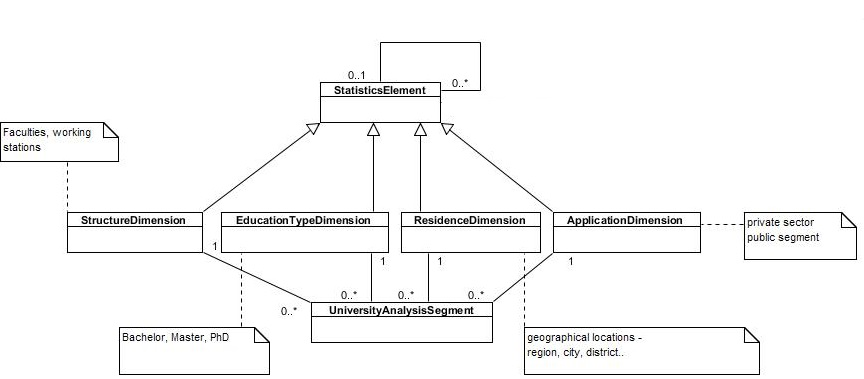 0..1
0..*
StatisticsElement
Faculties, working
stations
StructureDimension
EducationTypeDimension
ResidenceDimension
ApplicationDimension
private sector
public segment
1
1
1
1
0..*
0..*
0..*
0..*
UniversityAnalysisSegment
Bachelor, Master, PhD
geographical locations -
region, city, district..